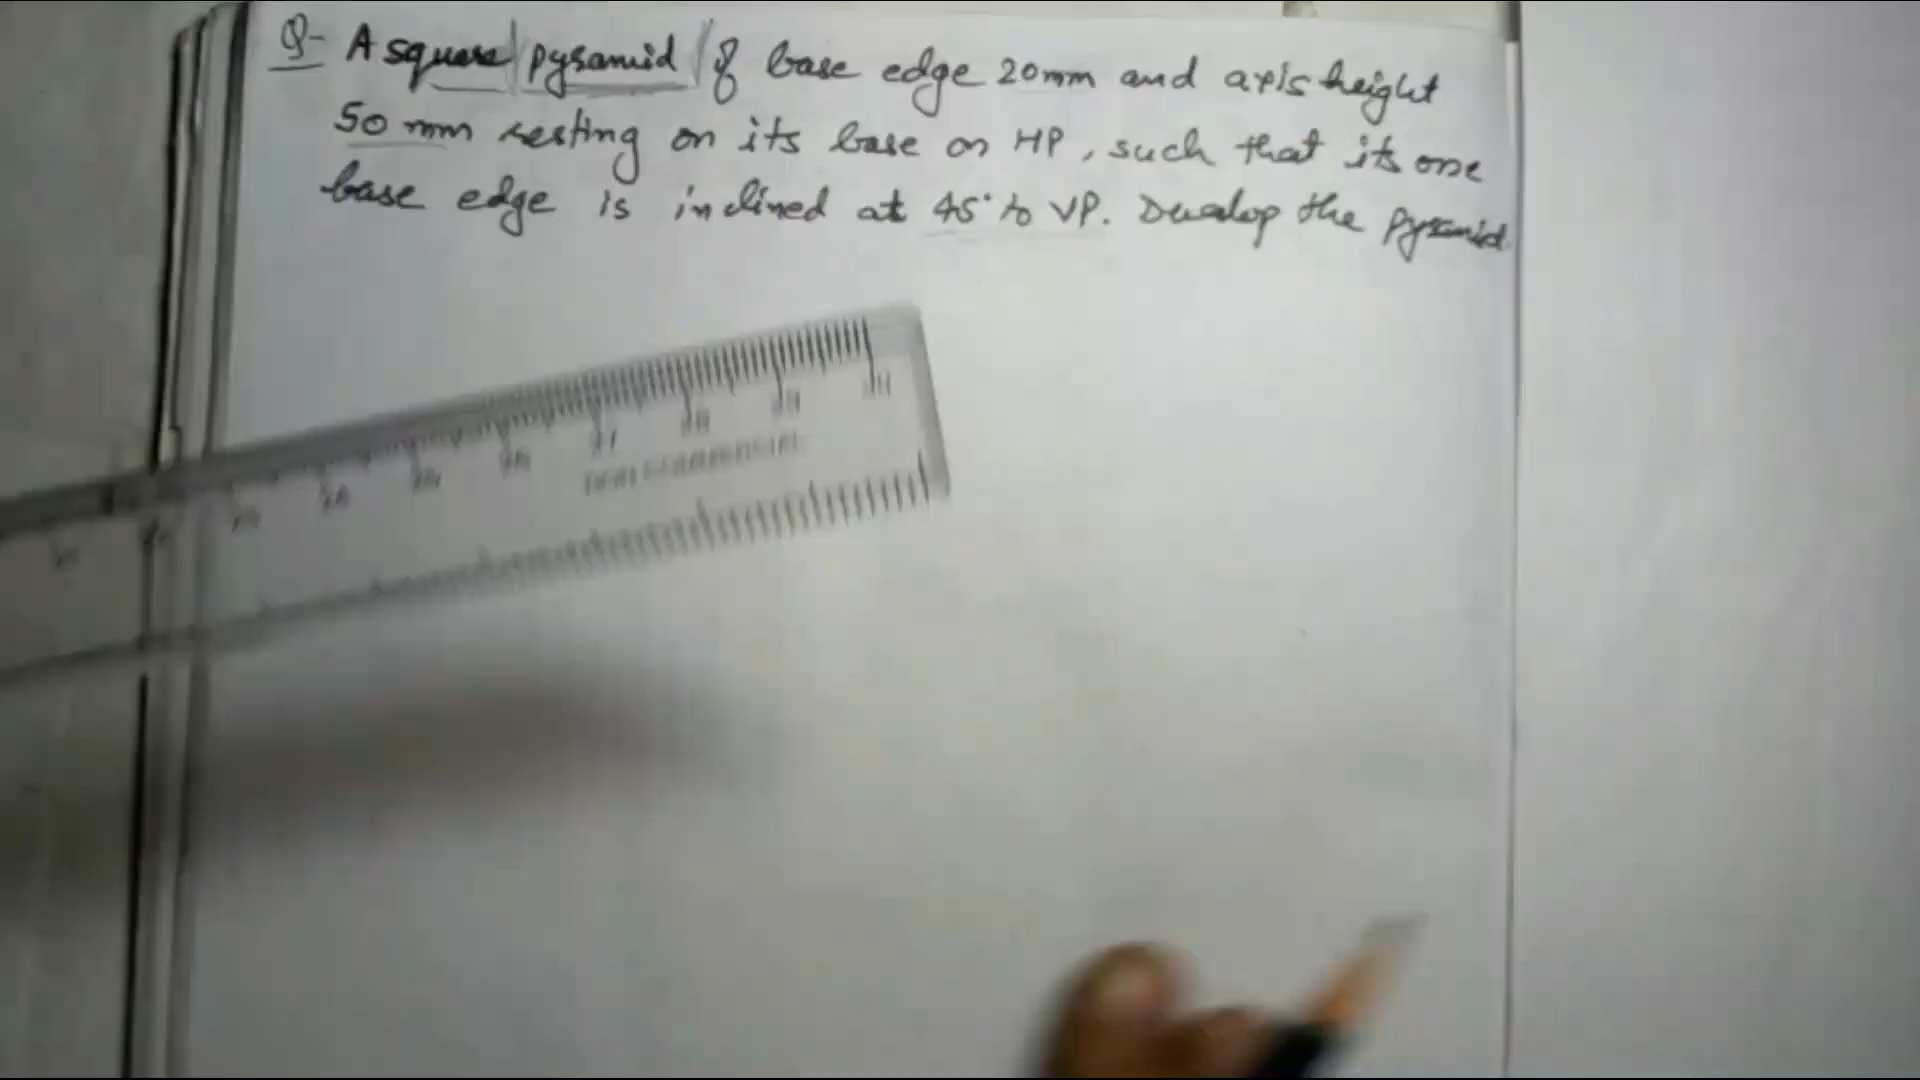 Q- A square pyramid of base edge 20mm and axis height
50 mm resting on its base on HP, such that its one
base edge is inclined at 45° to VP. Develop the pyramid.